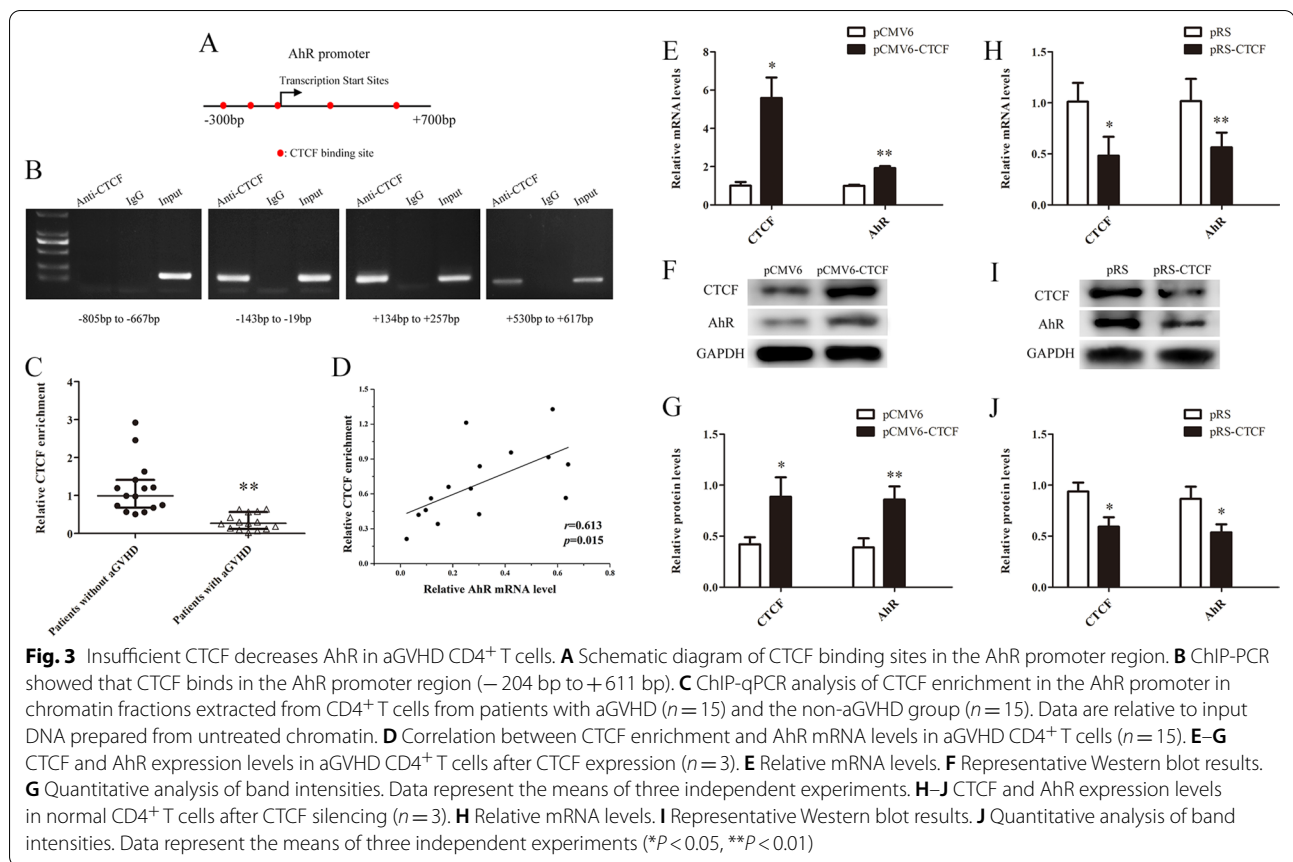 A
AhR promoter
Transcription Start Sites
-300bp +700bp
: CTCF binding site
B
Anti-CTCF IgG Input Anti-CTCF IgG Input Anti-CTCF IgG Input Anti-CTCF IgG Input
-805bp to -667bp -143bp to -19bp +134bp to +257bp +530bp to +617bp
C
Relative CTCF enrichment
4
3
2
1
0
**
Patients without aGVHD Patients with aGVHD
D
Relative CTCF enrichment
1.5
1.2
0.9
0.6
0.3
0.0
r=0.613
p=0.015
0.0 0.2 0.4 0.6 0.8
Relative AhR mRNA level
E
pCMV6
pCMV6-CTCF
Relative mRNA levels
8
6
4
2
0
*
**
CTCF AhR
F
pCMV6 pCMV6-CTCF
CTCF
AhR
GAPDH
G
pCMV6
pCMV6-CTCF
Relative protein levels
1.5
1.0
0.5
0.0
*
**
CTCF AhR
H
pRS
pRS-CTCF
Relative mRNA levels
1.5
1.0
0.5
0.0
*
**
CTCF AhR
I
pRS pRS-CTCF
CTCF
AhR
GAPDH
J
pRS
pRS-CTCF
Relative protein levels
1.5
1.0
0.5
0.0
*
*
CTCF AhR
Fig. 3 Insufficient CTCF decreases AhR in aGVHD CD4⁺ T cells. A Schematic diagram of CTCF binding sites in the AhR promoter region. B ChIP-PCR
showed that CTCF binds in the AhR promoter region (− 204 bp to + 611 bp). C ChIP-qPCR analysis of CTCF enrichment in the AhR promoter in
chromatin fractions extracted from CD4⁺ T cells from patients with aGVHD (n = 15) and the non-aGVHD group (n = 15). Data are relative to input
DNA prepared from untreated chromatin. D Correlation between CTCF enrichment and AhR mRNA levels in aGVHD CD4⁺ T cells (n = 15). E–G
CTCF and AhR expression levels in aGVHD CD4⁺ T cells after CTCF expression (n = 3). E Relative mRNA levels. F Representative Western blot results.
G Quantitative analysis of band intensities. Data represent the means of three independent experiments. H–J CTCF and AhR expression levels
in normal CD4⁺ T cells after CTCF silencing (n = 3). H Relative mRNA levels. I Representative Western blot results. J Quantitative analysis of band
intensities. Data represent the means of three independent experiments (*P < 0.05, **P < 0.01)